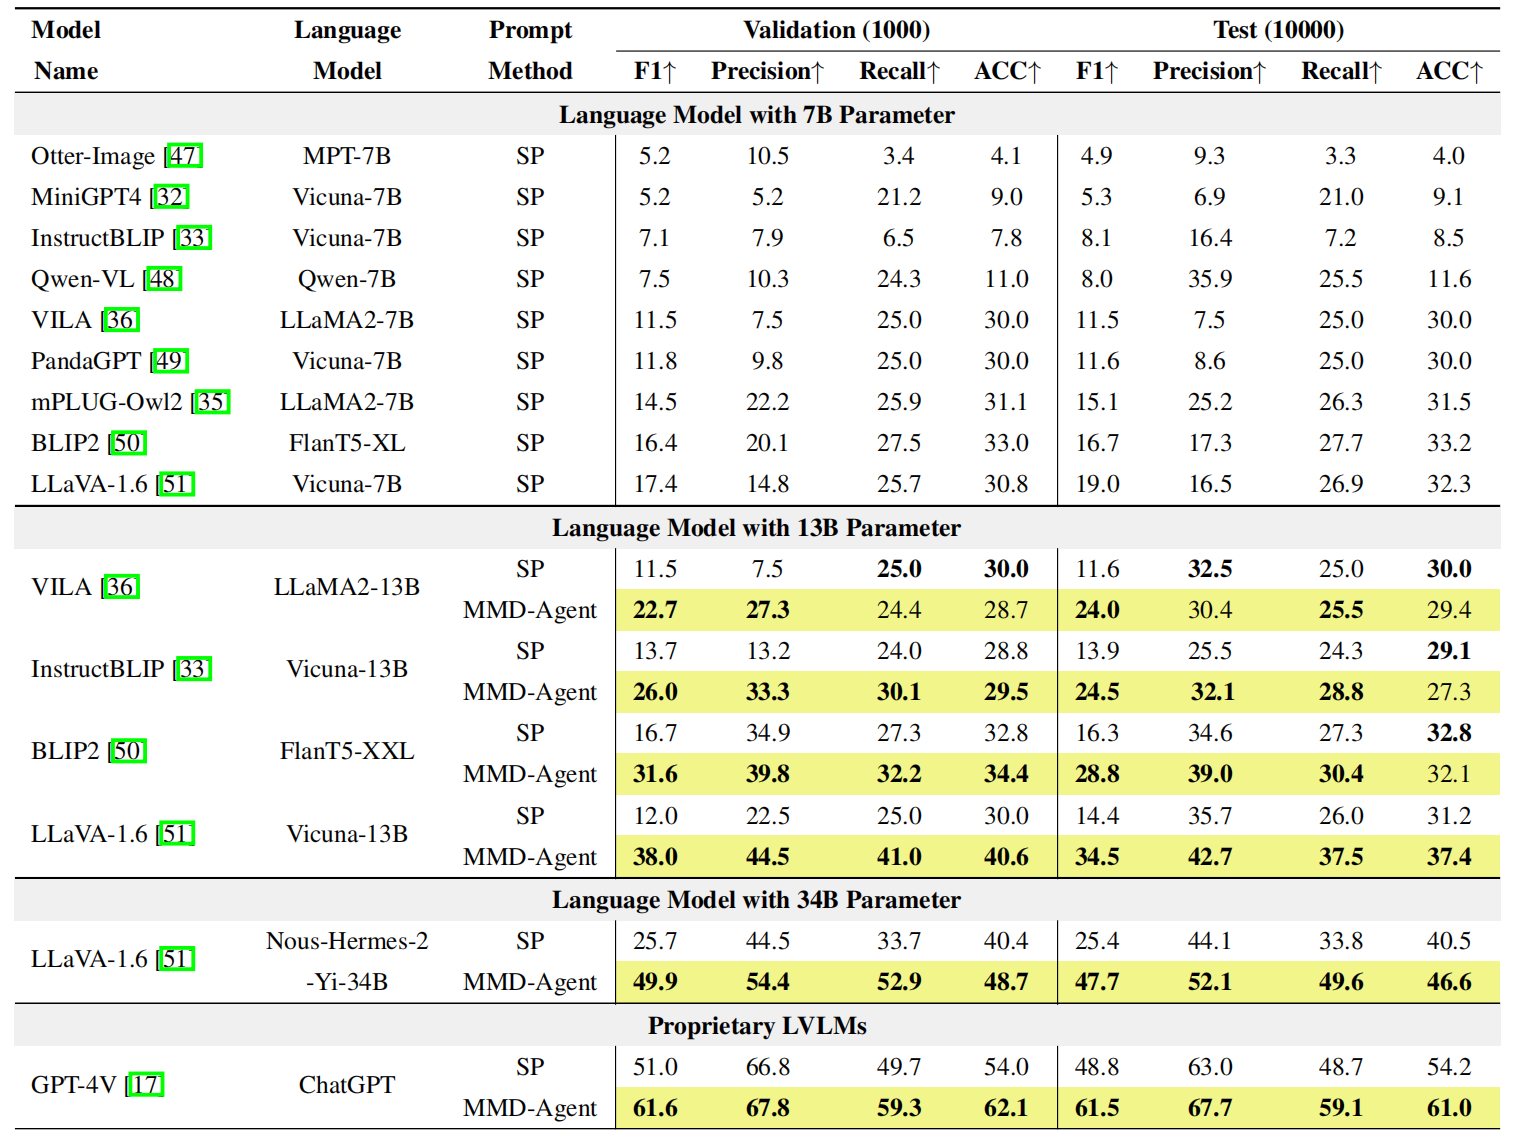 Model Language Prompt Validation (1000) Test (10000)
Name Model Method F1↑ Precision↑ Recall↑ ACC↑ F1↑ Precision↑ Recall↑ ACC↑
Language Model with 7B Parameter
Otter-Image [47] MPT-7B SP 5.2 10.5 3.4 4.1 4.9 9.3 3.3 4.0
MiniGPT4 [32] Vicuna-7B SP 5.2 5.2 21.2 9.0 5.3 6.9 21.0 9.1
InstructBLIP [33] Vicuna-7B SP 7.1 7.9 6.5 7.8 8.1 16.4 7.2 8.5
Qwen-VL [48] Qwen-7B SP 7.5 10.3 24.3 11.0 8.0 35.9 25.5 11.6
VILA [36] LLaMA2-7B SP 11.5 7.5 25.0 30.0 11.5 7.5 25.0 30.0
PandaGPT [49] Vicuna-7B SP 11.8 9.8 25.0 30.0 11.6 8.6 25.0 30.0
mPLUG-Owl2 [35] LLaMA2-7B SP 14.5 22.2 25.9 31.1 15.1 25.2 26.3 31.5
BLIP2 [50] FlanT5-XL SP 16.4 20.1 27.5 33.0 16.7 17.3 27.7 33.2
LLaVA-1.6 [51] Vicuna-7B SP 17.4 14.8 25.7 30.8 19.0 16.5 26.9 32.3
Language Model with 13B Parameter
VILA [36] LLaMA2-13B
SP 11.5 7.5 25.0 30.0 11.6 32.5 25.0 30.0
MMD-Agent 22.7 27.3 24.4 28.7 24.0 30.4 25.5 29.4
InstructBLIP [33] Vicuna-13B
SP 13.7 13.2 24.0 28.8 13.9 25.5 24.3 29.1
MMD-Agent 26.0 33.3 30.1 29.5 24.5 32.1 28.8 27.3
BLIP2 [50] FlanT5-XXL
SP 16.7 34.9 27.3 32.8 16.3 34.6 27.3 32.8
MMD-Agent 31.6 39.8 32.2 34.4 28.8 39.0 30.4 32.1
LLaVA-1.6 [51] Vicuna-13B
SP 12.0 22.5 25.0 30.0 14.4 35.7 26.0 31.2
MMD-Agent 38.0 44.5 41.0 40.6 34.5 42.7 37.5 37.4
Language Model with 34B Parameter
LLaVA-1.6 [51]
Nous-Hermes-2 SP 25.7 44.5 33.7 40.4 25.4 44.1 33.8 40.5
-Yi-34B MMD-Agent 49.9 54.4 52.9 48.7 47.7 52.1 49.6 46.6
Proprietary LVLMs
GPT-4V [17] ChatGPT
SP 51.0 66.8 49.7 54.0 48.8 63.0 48.7 54.2
MMD-Agent 61.6 67.8 59.3 62.1 61.5 67.7 59.1 61.0